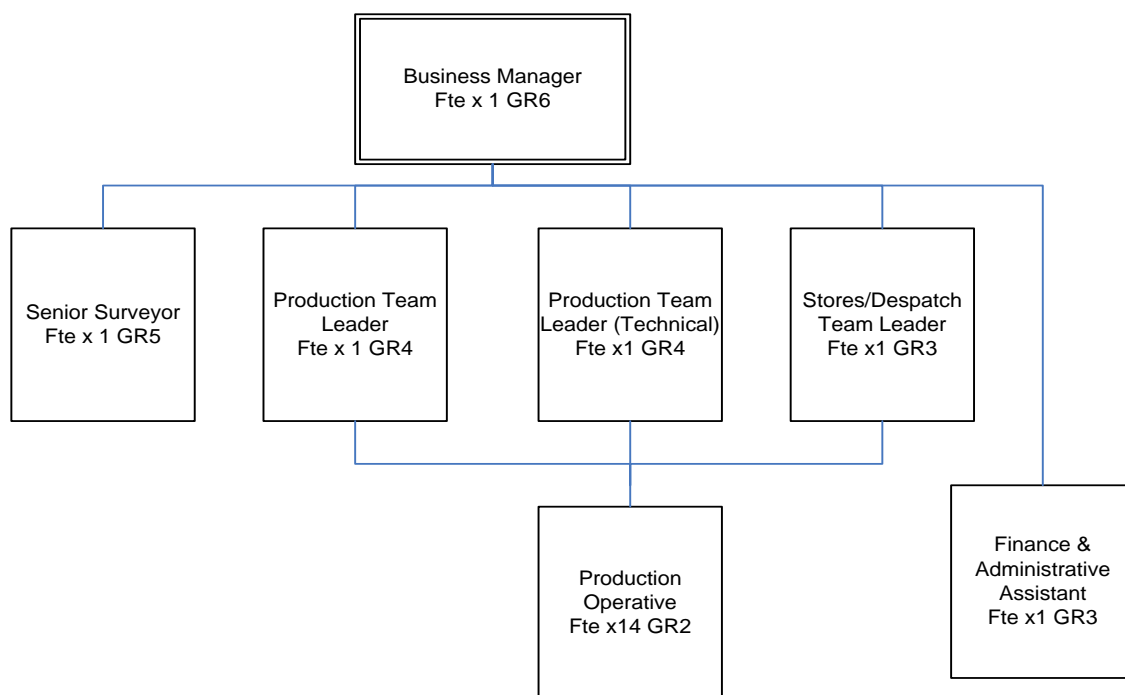 Business Manager
Fte x 1 GR6
Senior Surveyor
Fte x 1 GR5
Production Team
Leader
Fte x 1 GR4
Production Team
Leader (Technical)
Fte x1 GR4
Stores/Despatch
Team Leader
Fte x1 GR3
Production
Operative
Fte x14 GR2
Finance &
Administrative
Assistant
Fte x1 GR3